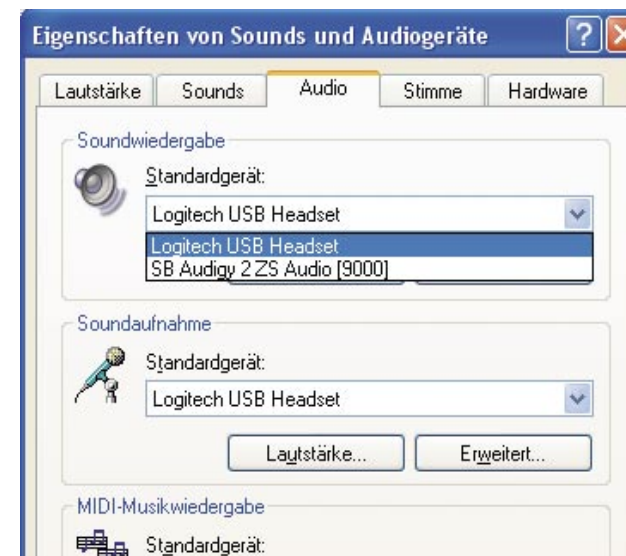 Eigenschaften von Sounds und Audiogeräte
Lautstärke Sounds Audio Stimme Hardware
Soundwiedergabe
Standardgerät:
Logitech USB Headset
Logitech USB Headset
SB Audigy 2 ZS Audio [9000]
Soundaufnahme
Standardgerät:
Logitech USB Headset
Lautstärke... Erweitert...
MIDI-Musikwiedergabe
Standardgerät: